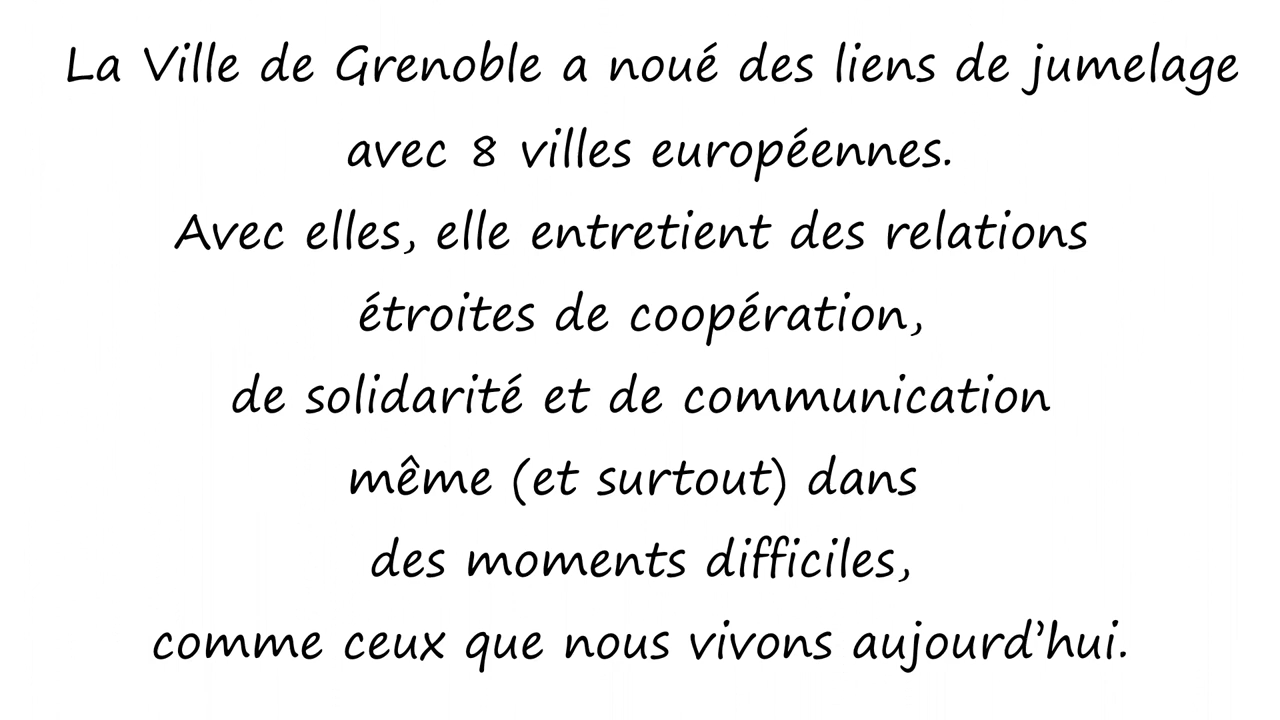 La Ville de Grenoble a noué des liens de jumelage
avec 8 villes européennes.
Avec elles, elle entretient des relations
étroites de coopération,
de solidarité et de communication
même (et surtout) dans
des moments difficiles,
comme ceux que nous vivons aujourd’hui.